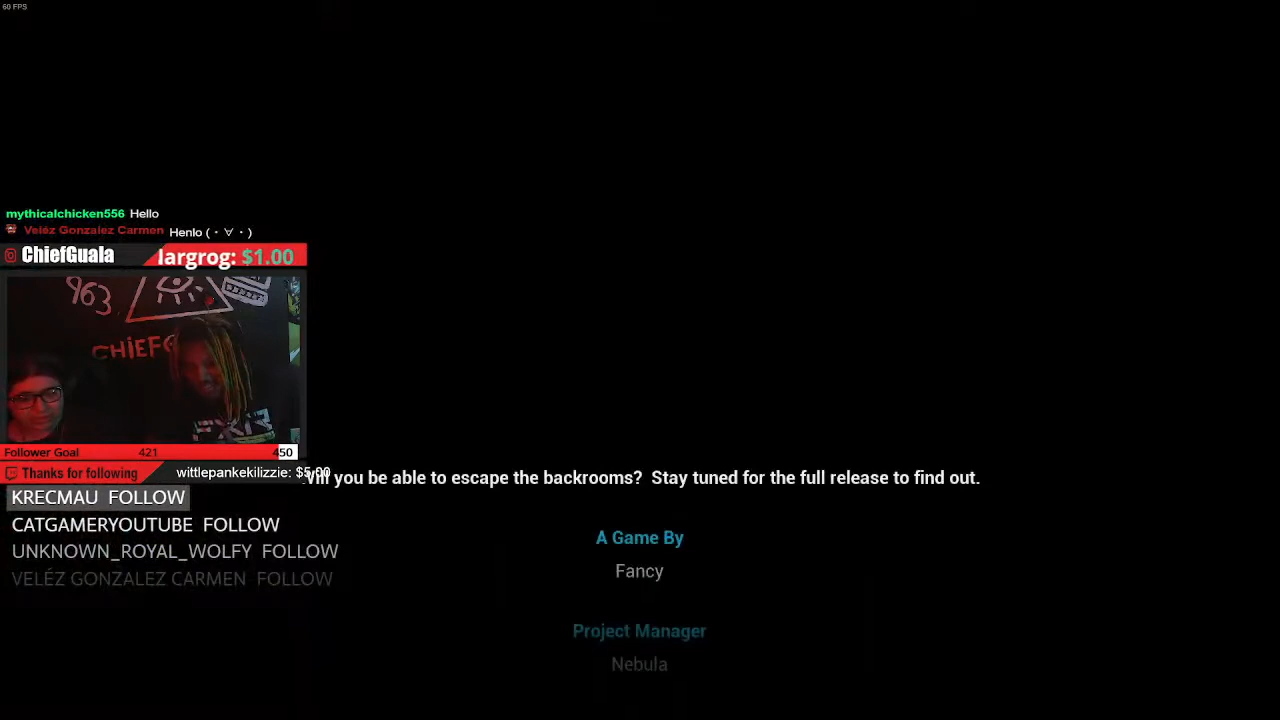 60 FPS
mythicalchicken556 Hello
Veléz Gonzalez Carmen Henlo (・∀・)
ChiefGuala
largrog: $1.00
963
CHIEFG
Follower Goal 421 450
Thanks for following
wittlepankekilizzie: $5.00
Will you be able to escape the backrooms? Stay tuned for the full release to find out.
KRECMAU FOLLOW
CATGAMERYOUTUBE FOLLOW
UNKNOWN_ROYAL_WOLFY FOLLOW
VELÉZ GONZALEZ CARMEN FOLLOW
A Game By
Fancy
Project Manager
Nebula